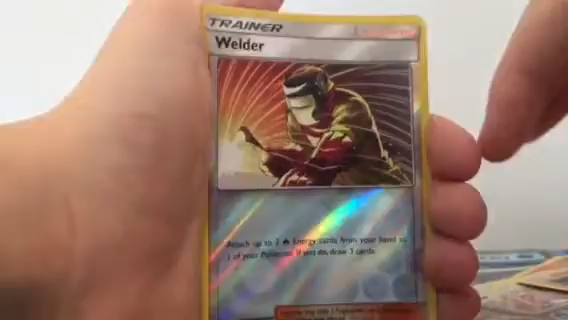 TRAINER
Welder
Attach up to 2 Energy cards from your hand to
1 of your Pokémon. If you do, draw 3 cards.